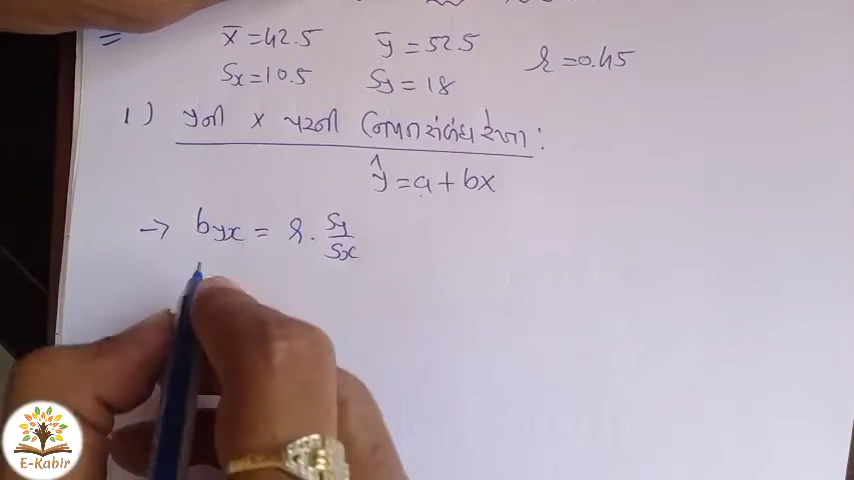 = x̄ = 42.5 ȳ = 52.5 r = 0.45
Sx = 10.5 Sy = 18
1) yની x પરની નિયતસંબંધ રેખા :
ŷ = a + bx
→ byx = r . Sy/Sx
E-Kabir